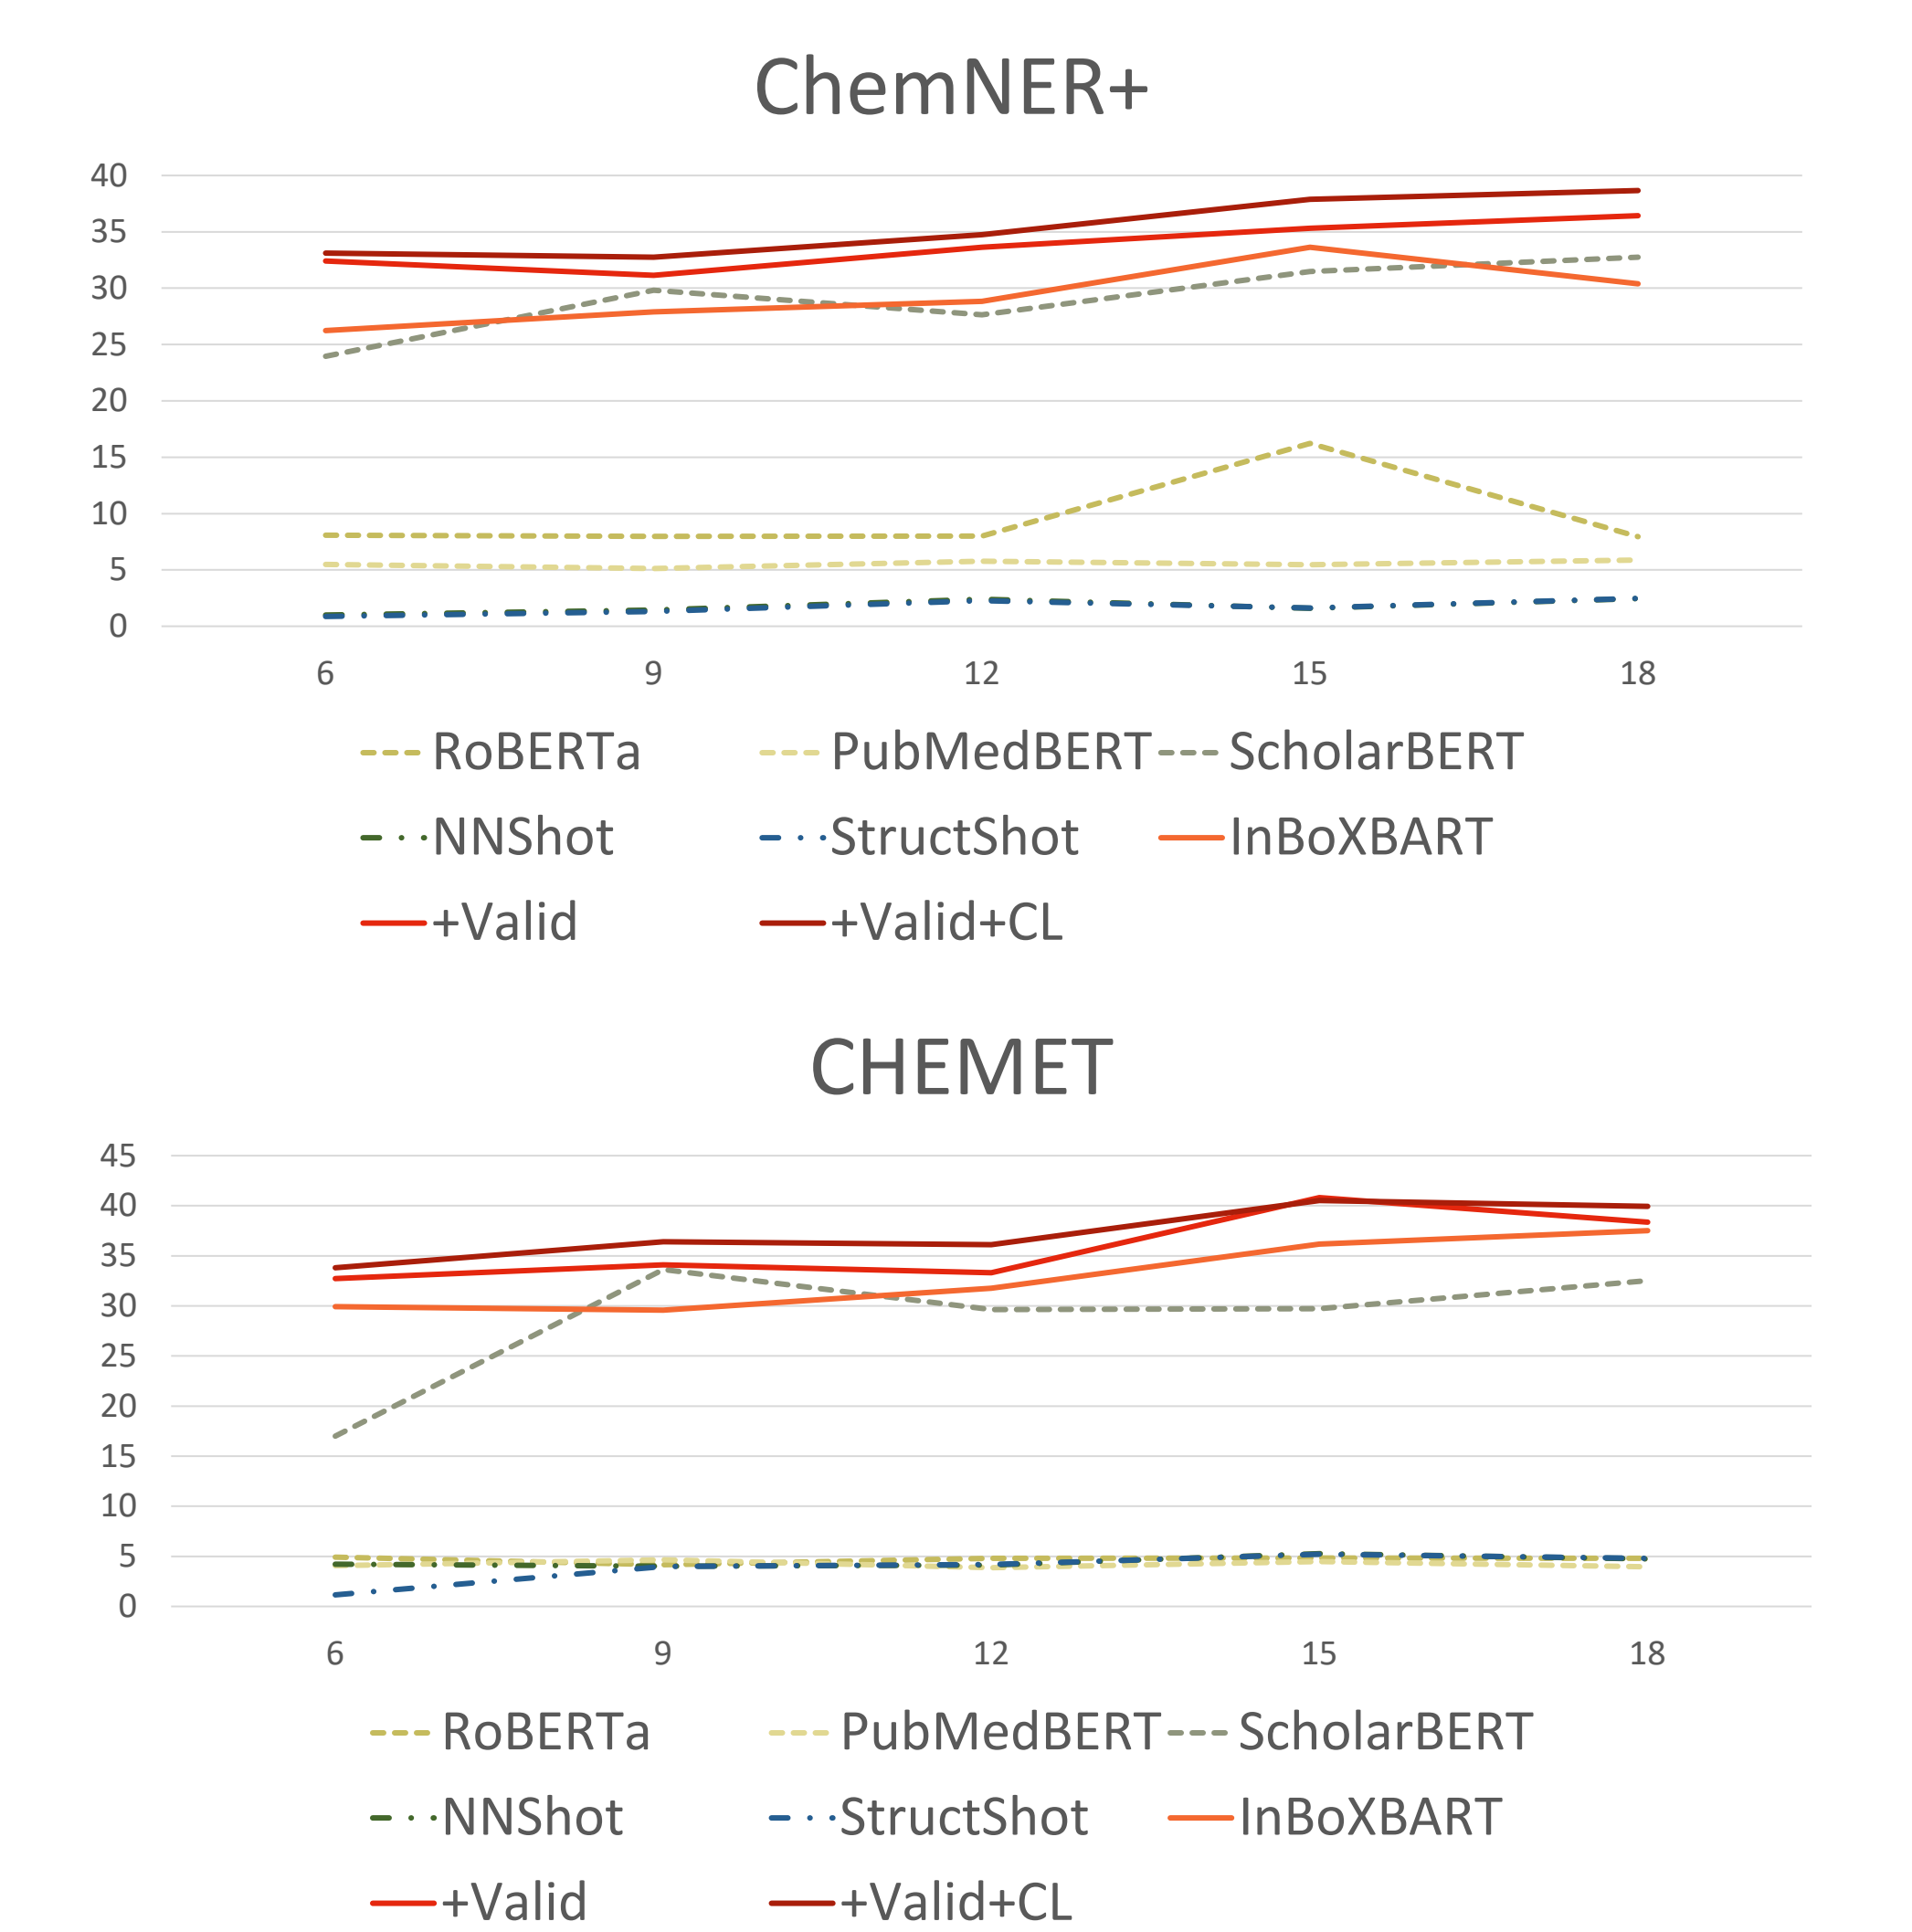 ChemNER+
40
35
30
25
20
15
10
5
0
6 9 12 15 18
RoBERTa PubMedBERT ScholarBERT
NNShot StructShot InBoXBART
+Valid +Valid+CL
CHEMET
45
40
35
30
25
20
15
10
5
0
6 9 12 15 18
RoBERTa PubMedBERT ScholarBERT
NNShot StructShot InBoXBART
+Valid +Valid+CL